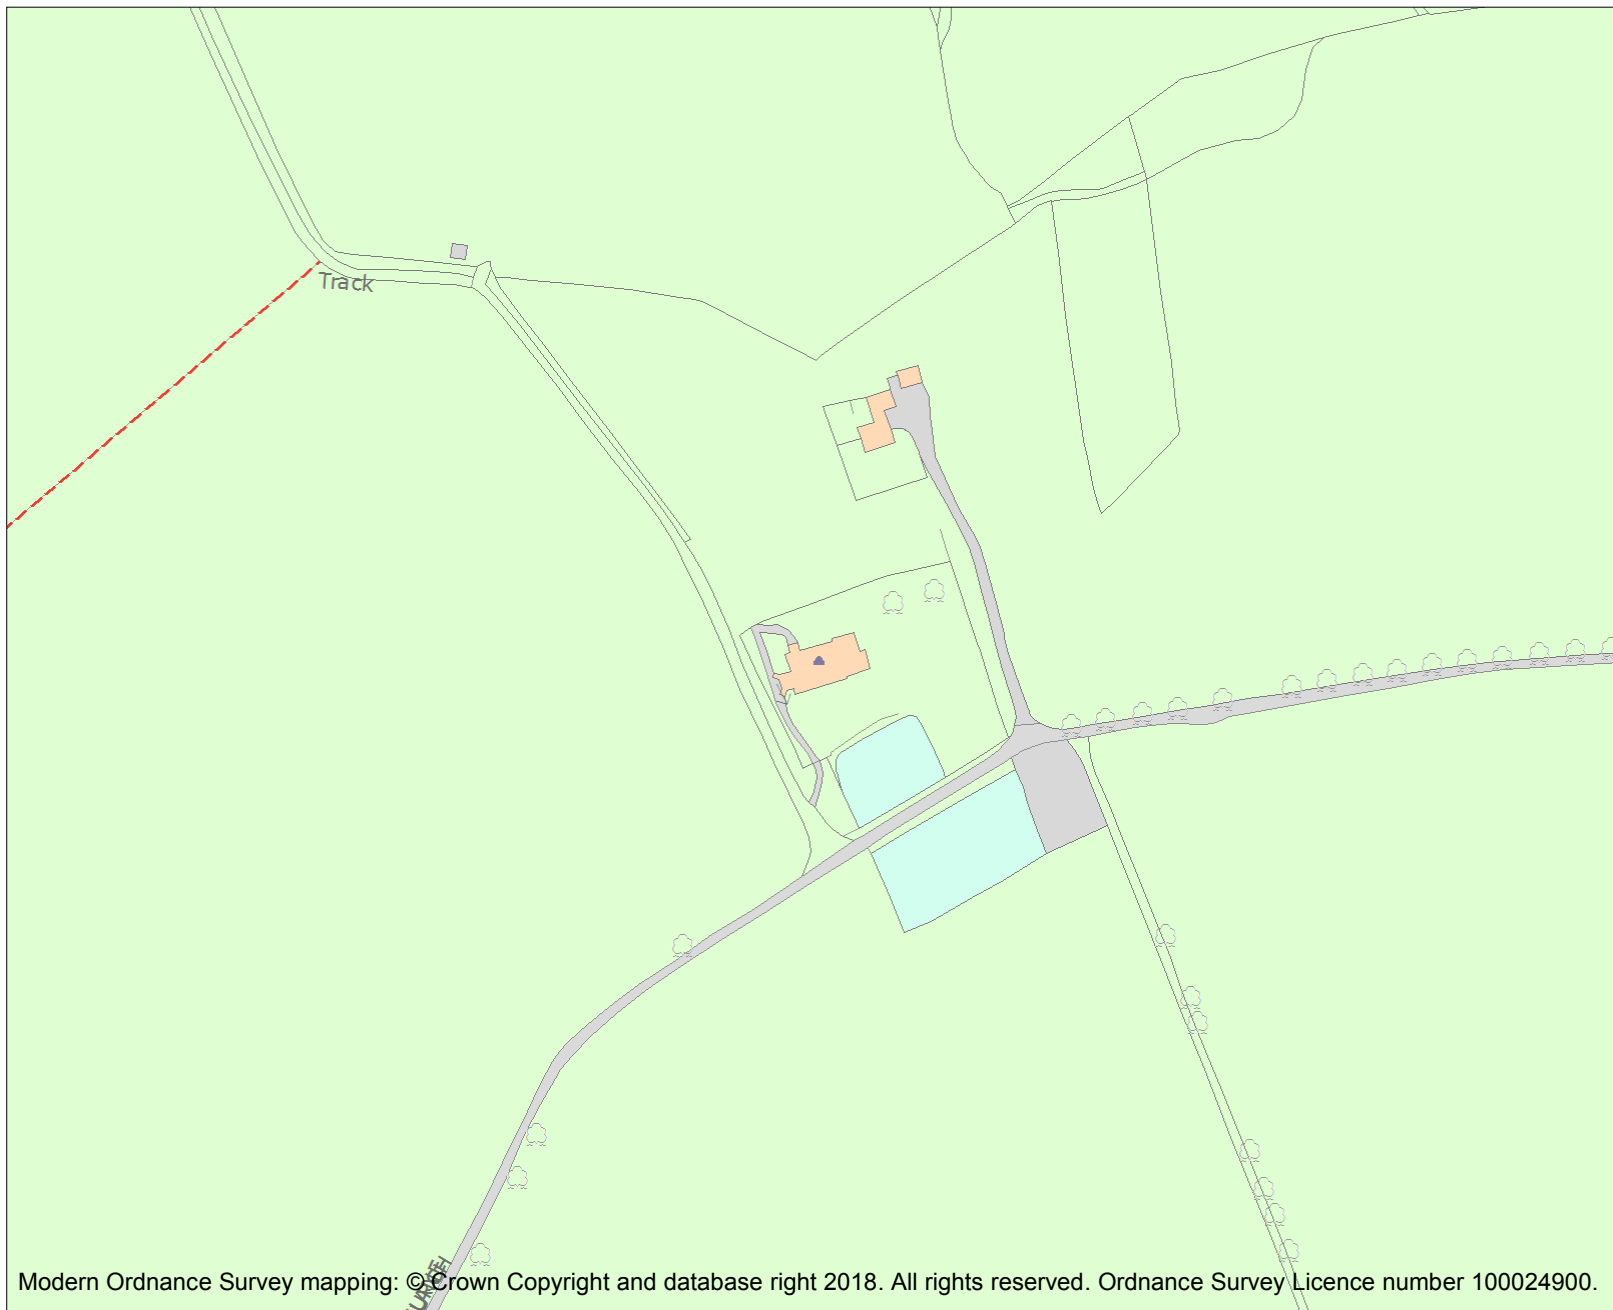 Track
Modern Ordnance Survey mapping: © Crown Copyright and database right 2018. All rights reserved. Ordnance Survey Licence number 100024900.